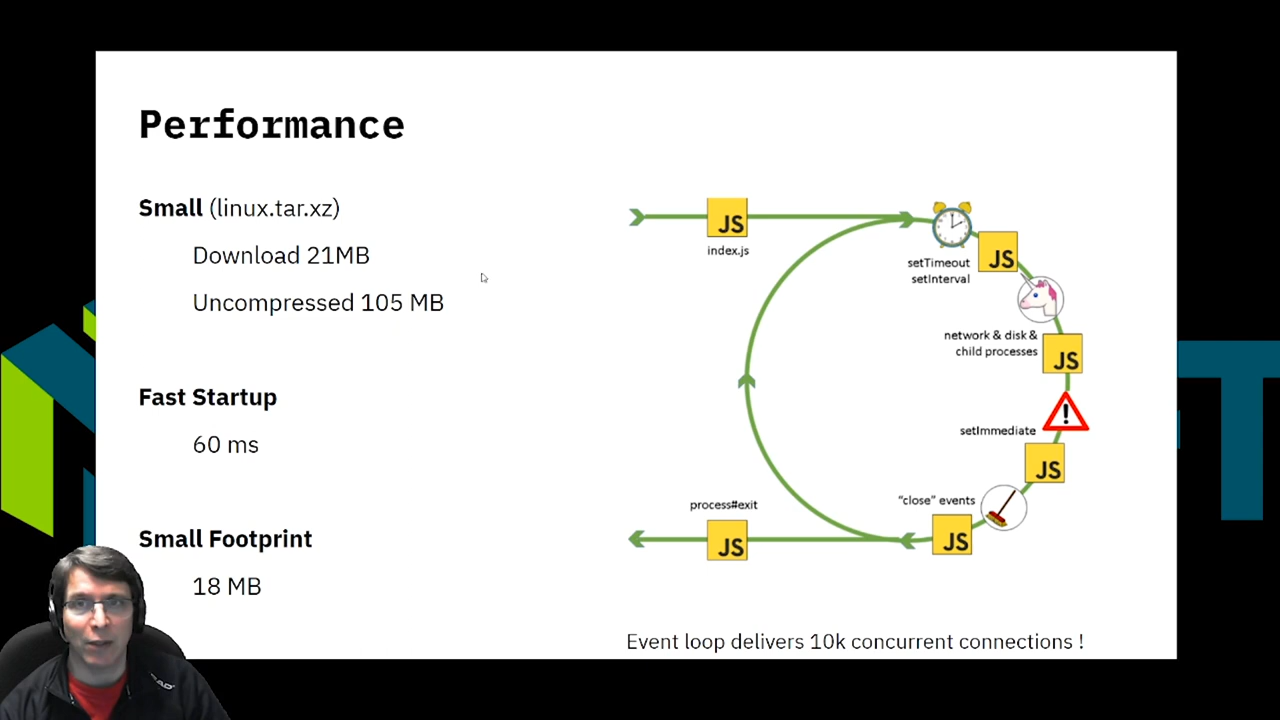 Performance
Small (linux.tar.xz)
Download 21MB
Uncompressed 105 MB
Fast Startup
60 ms
Small Footprint
18 MB
JS
index.js
setTimeout
setInterval
JS
network & disk &
child processes
JS
!
setImmediate
JS
"close" events
JS
process#exit
JS
Event loop delivers 10k concurrent connections !
T